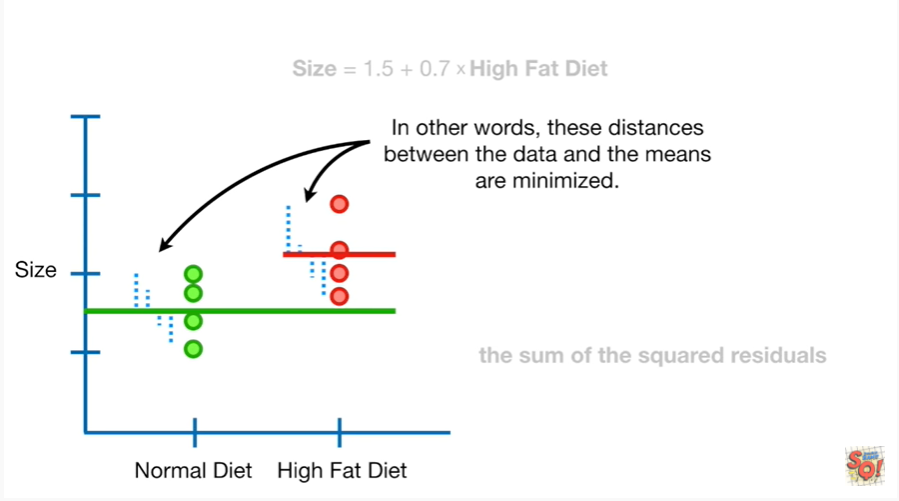 Size = 1.5 + 0.7 × High Fat Diet
In other words, these distances
between the data and the means
are minimized.
Size
the sum of the squared residuals
Normal Diet
High Fat Diet
SQ!